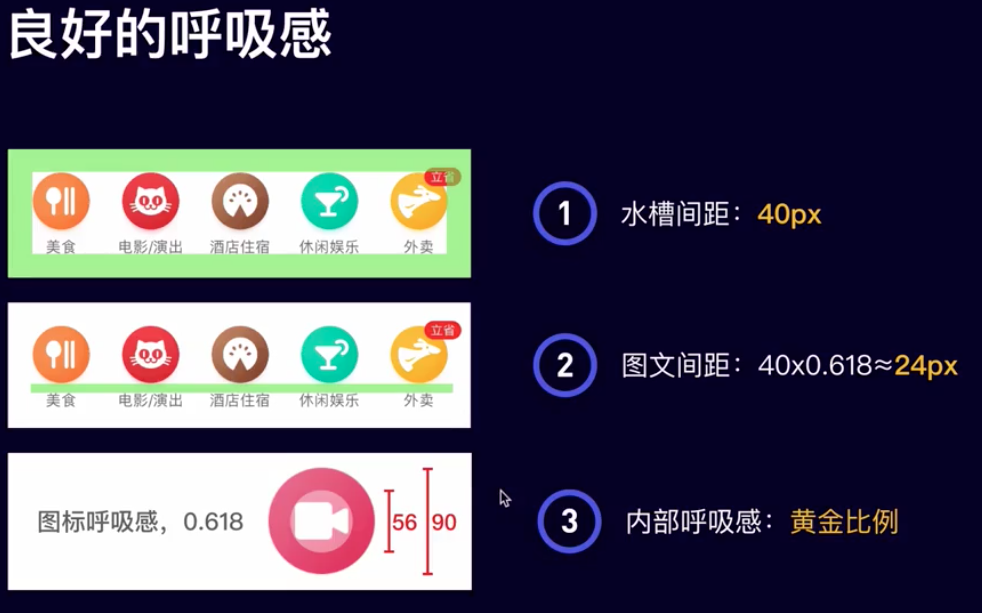 良好的呼吸感
立省
美食 电影/演出 酒店住宿 休闲娱乐 外卖
1 水槽间距：40px
立省
美食 电影/演出 酒店住宿 休闲娱乐 外卖
2 图文间距：40x0.618≈24px
图标呼吸感，0.618 56 90
3 内部呼吸感：黄金比例